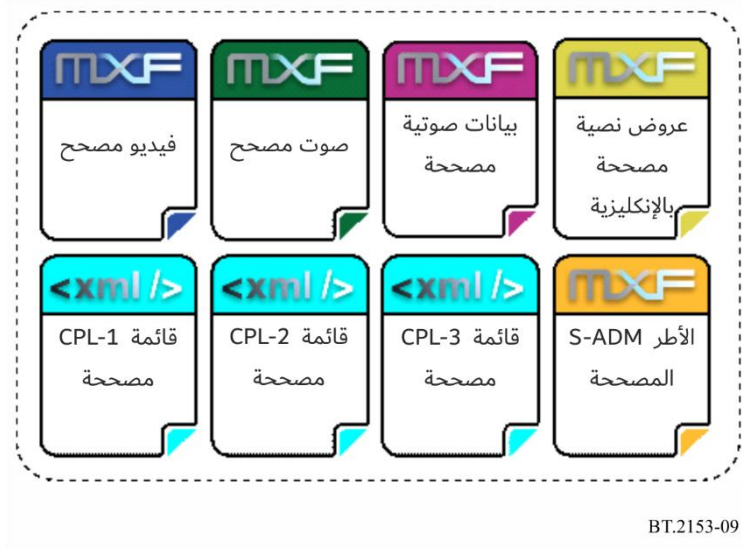 MXF
فيديو مصحح
MXF
صوت مصحح
MXF
بيانات صوتية
مصححة
MXF
عروض نصية
مصححة
بالإنكليزية
<xml />
قائمة CPL-1
مصححة
<xml />
قائمة CPL-2
مصححة
<xml />
قائمة CPL-3
مصححة
MXF
الأطر S-ADM
المصححة
BT.2153-09